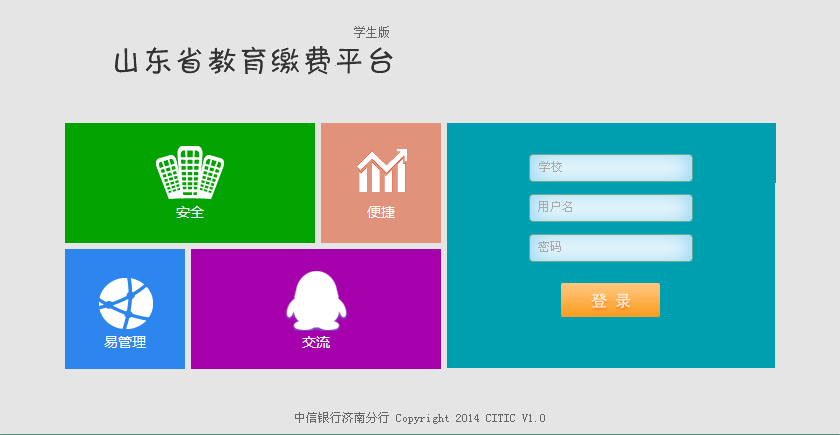 学生版
山东省教育缴费平台
安全
便捷
学校
用户名
密码
登 录
易管理
交流
中信银行济南分行 Copyright 2014 CITIC V1.0